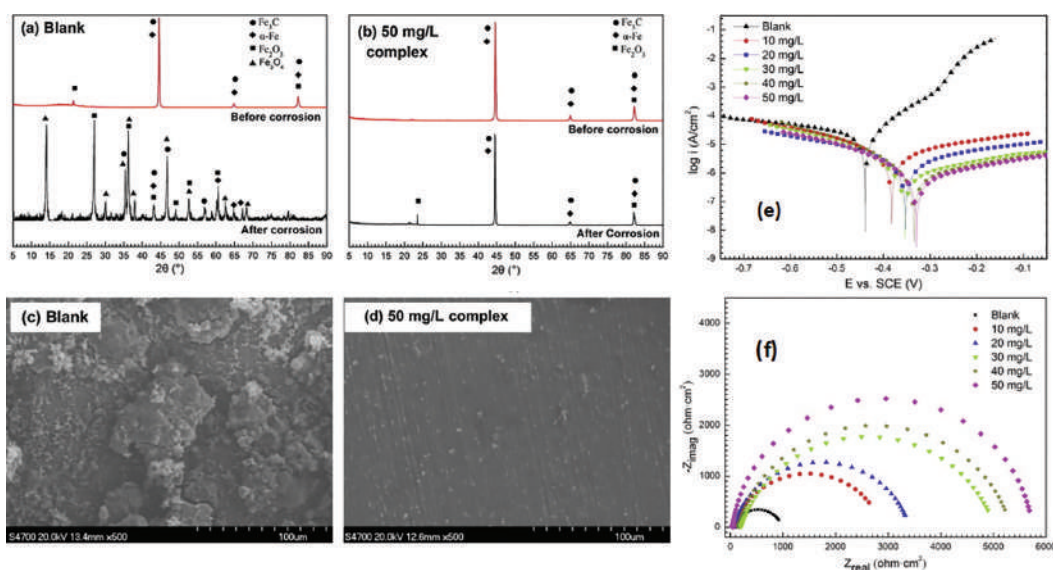 (a) Blank
Fe₃C
α-Fe
Fe₂O₃
Fe₃O₄
Before corrosion
After corrosion
5 10 15 20 25 30 35 40 45 50 55 60 65 70 75 80 85 90
2θ (°)
(b) 50 mg/L
complex
Fe₃C
α-Fe
Fe₂O₃
Before corrosion
After Corrosion
5 10 15 20 25 30 35 40 45 50 55 60 65 70 75 80 85 90
2θ (°)
Blank
10 mg/L
20 mg/L
30 mg/L
40 mg/L
50 mg/L
(e)
log i (A/cm²)
-1
-2
-3
-4
-5
-6
-7
-8
-9
-0.7 -0.6 -0.5 -0.4 -0.3 -0.2 -0.1
E vs. SCE (V)
(c) Blank
S4700 20.0kV 13.4mm x500 100um
(d) 50 mg/L complex
S4700 20.0kV 12.6mm x500 100um
Blank
10 mg/L
20 mg/L
30 mg/L
40 mg/L
50 mg/L
(f)
-Zimag (ohm·cm²)
4000
3000
2000
1000
0
0 1000 2000 3000 4000 5000 6000
Zreal (ohm·cm²)